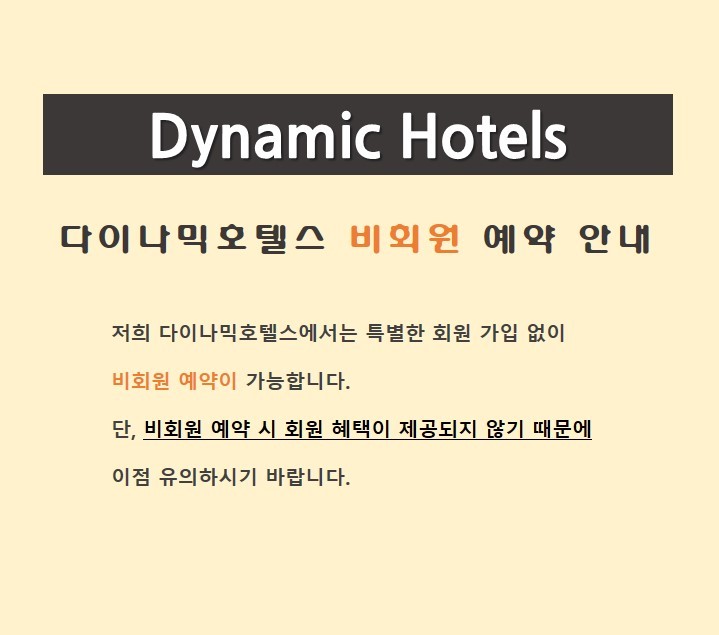 Dynamic Hotels
다이나믹호텔스 비회원 예약 안내
저희 다이나믹호텔스에서는 특별한 회원 가입 없이
비회원 예약이 가능합니다.
단, 비회원 예약 시 회원 혜택이 제공되지 않기 때문에
이점 유의하시기 바랍니다.